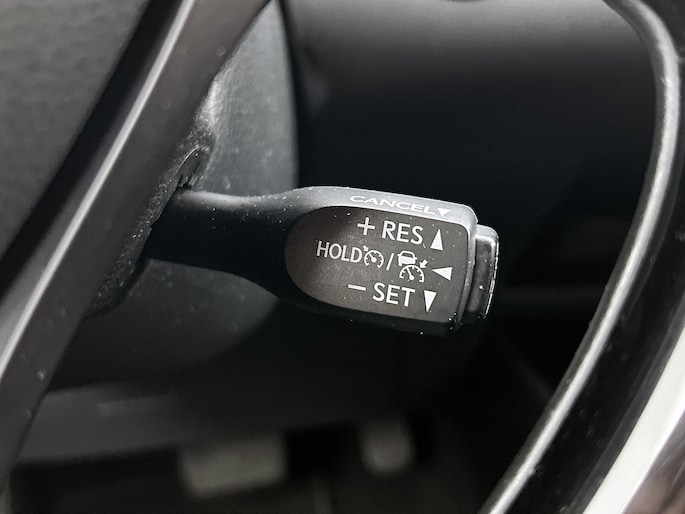 CANCEL▼
+ RES ▲
HOLD / ◀
− SET ▼